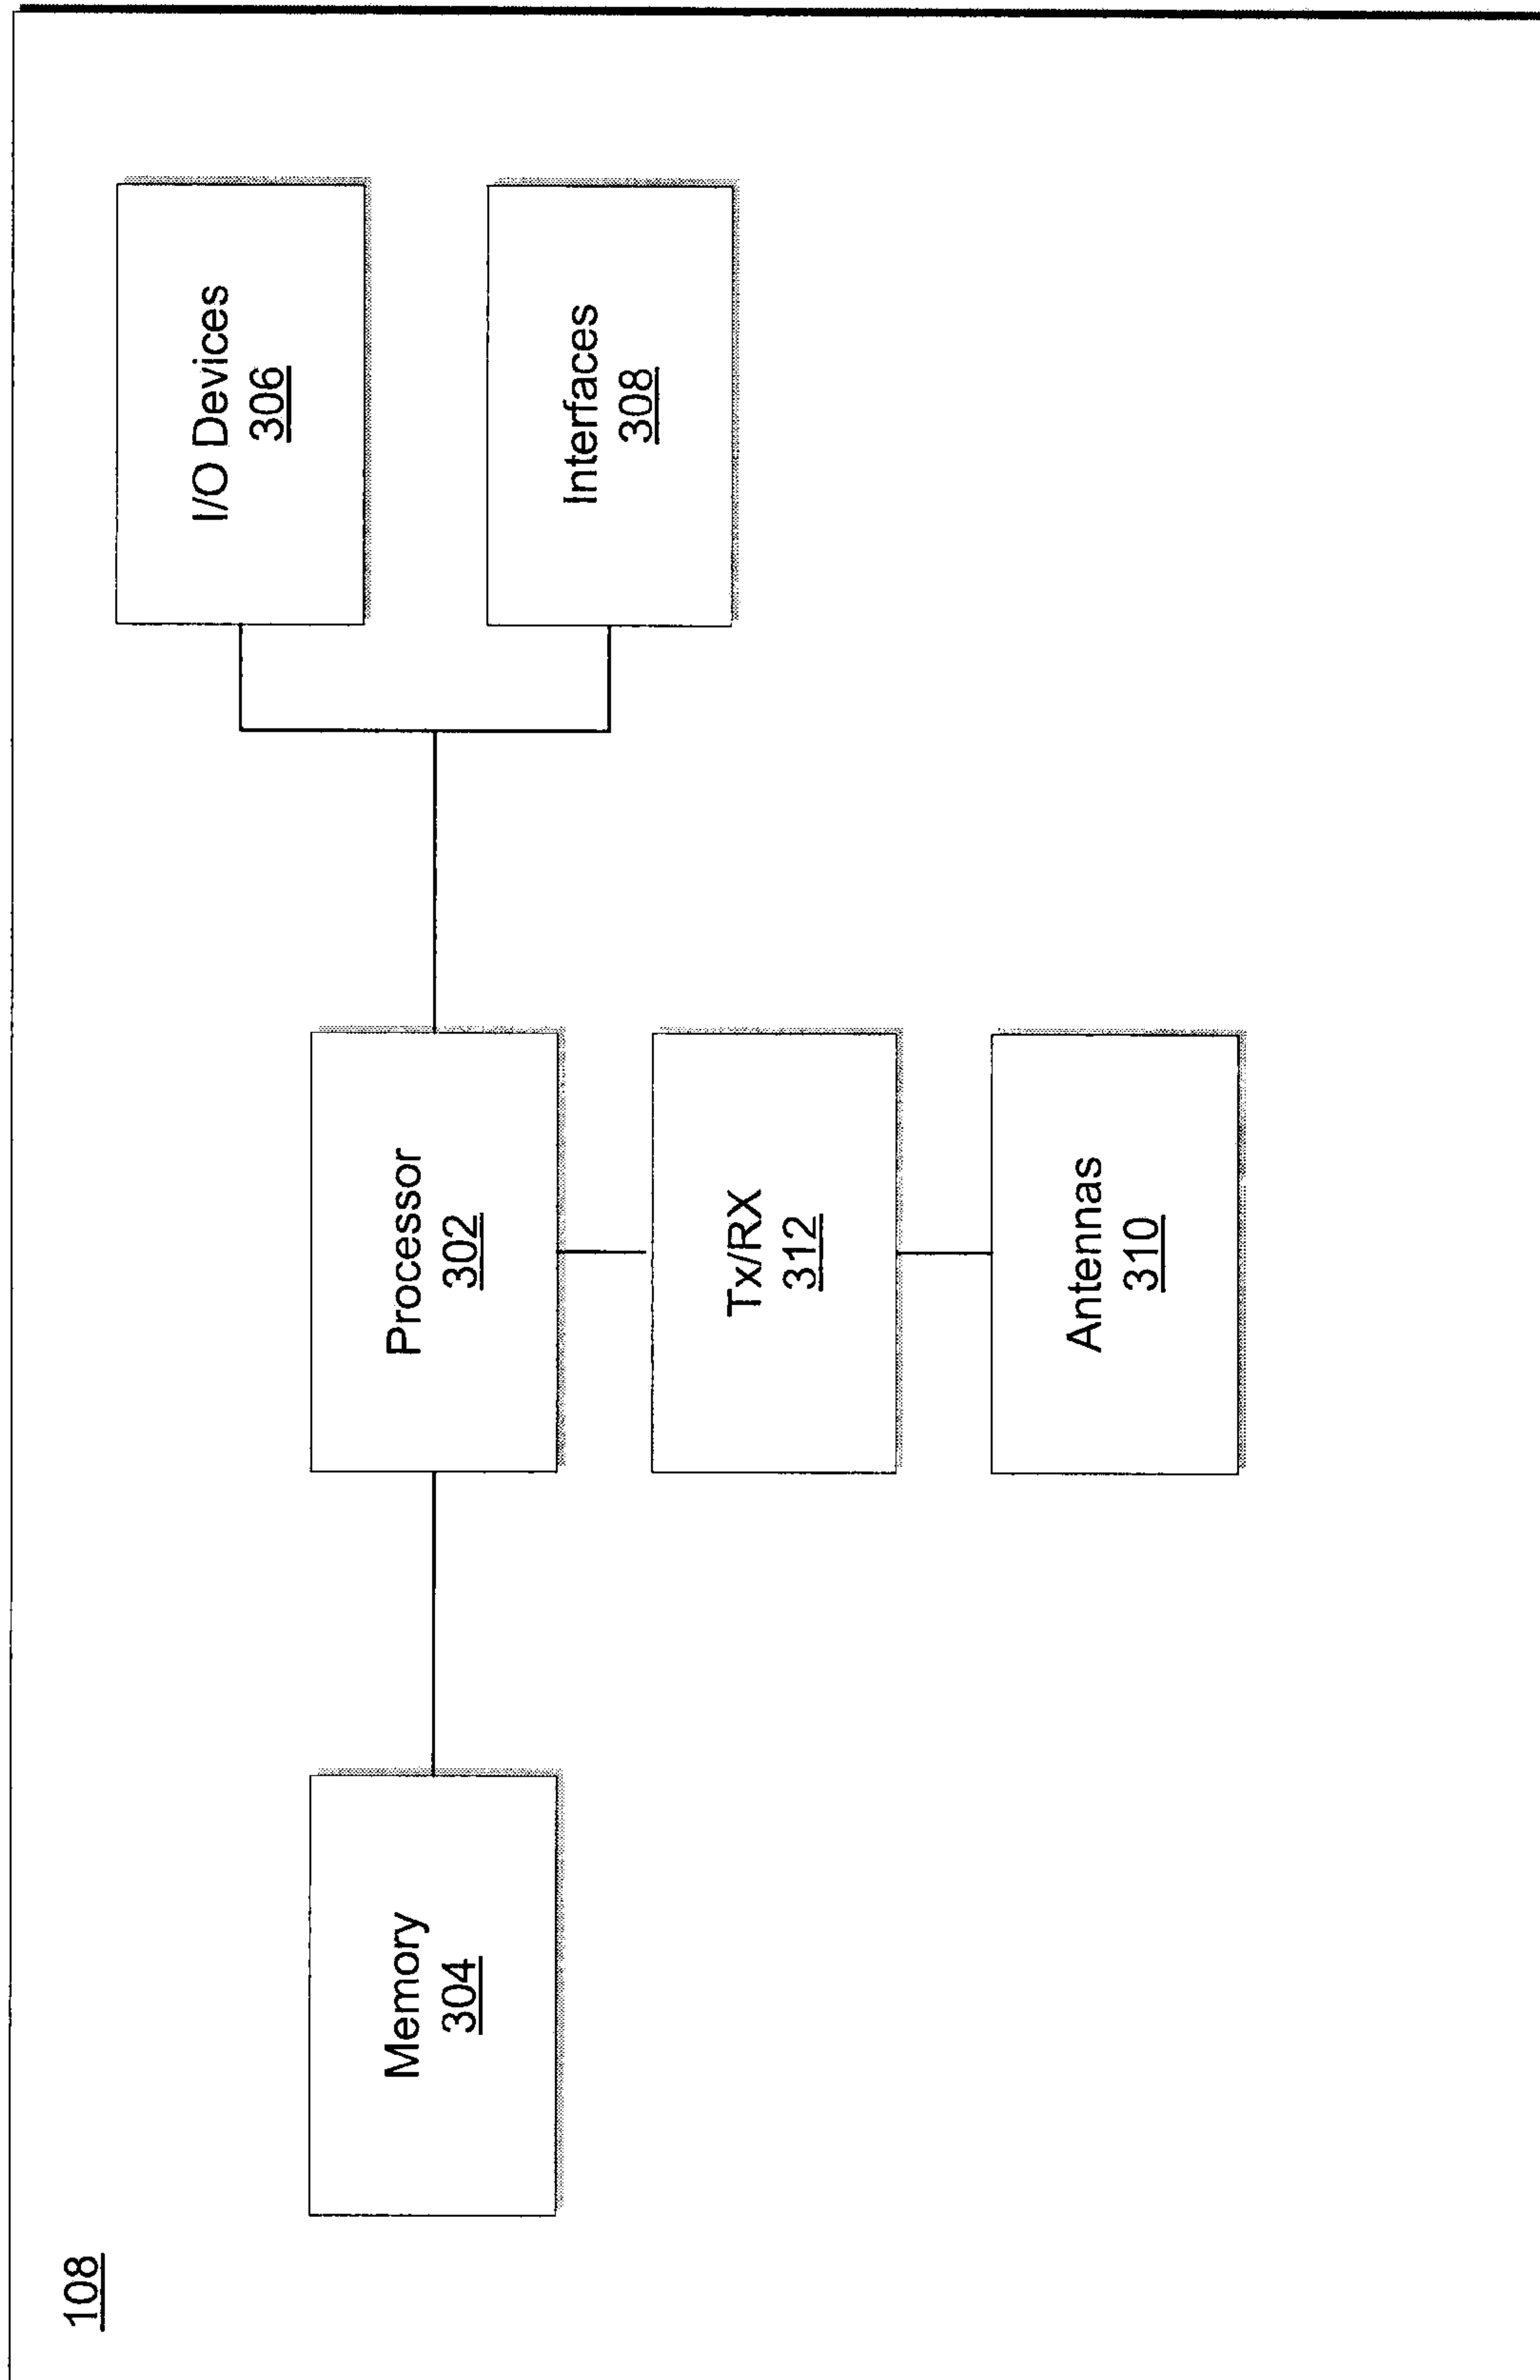 108
Memory
304
Processor
302
Tx/RX
312
Antennas
310
I/O Devices
306
Interfaces
308